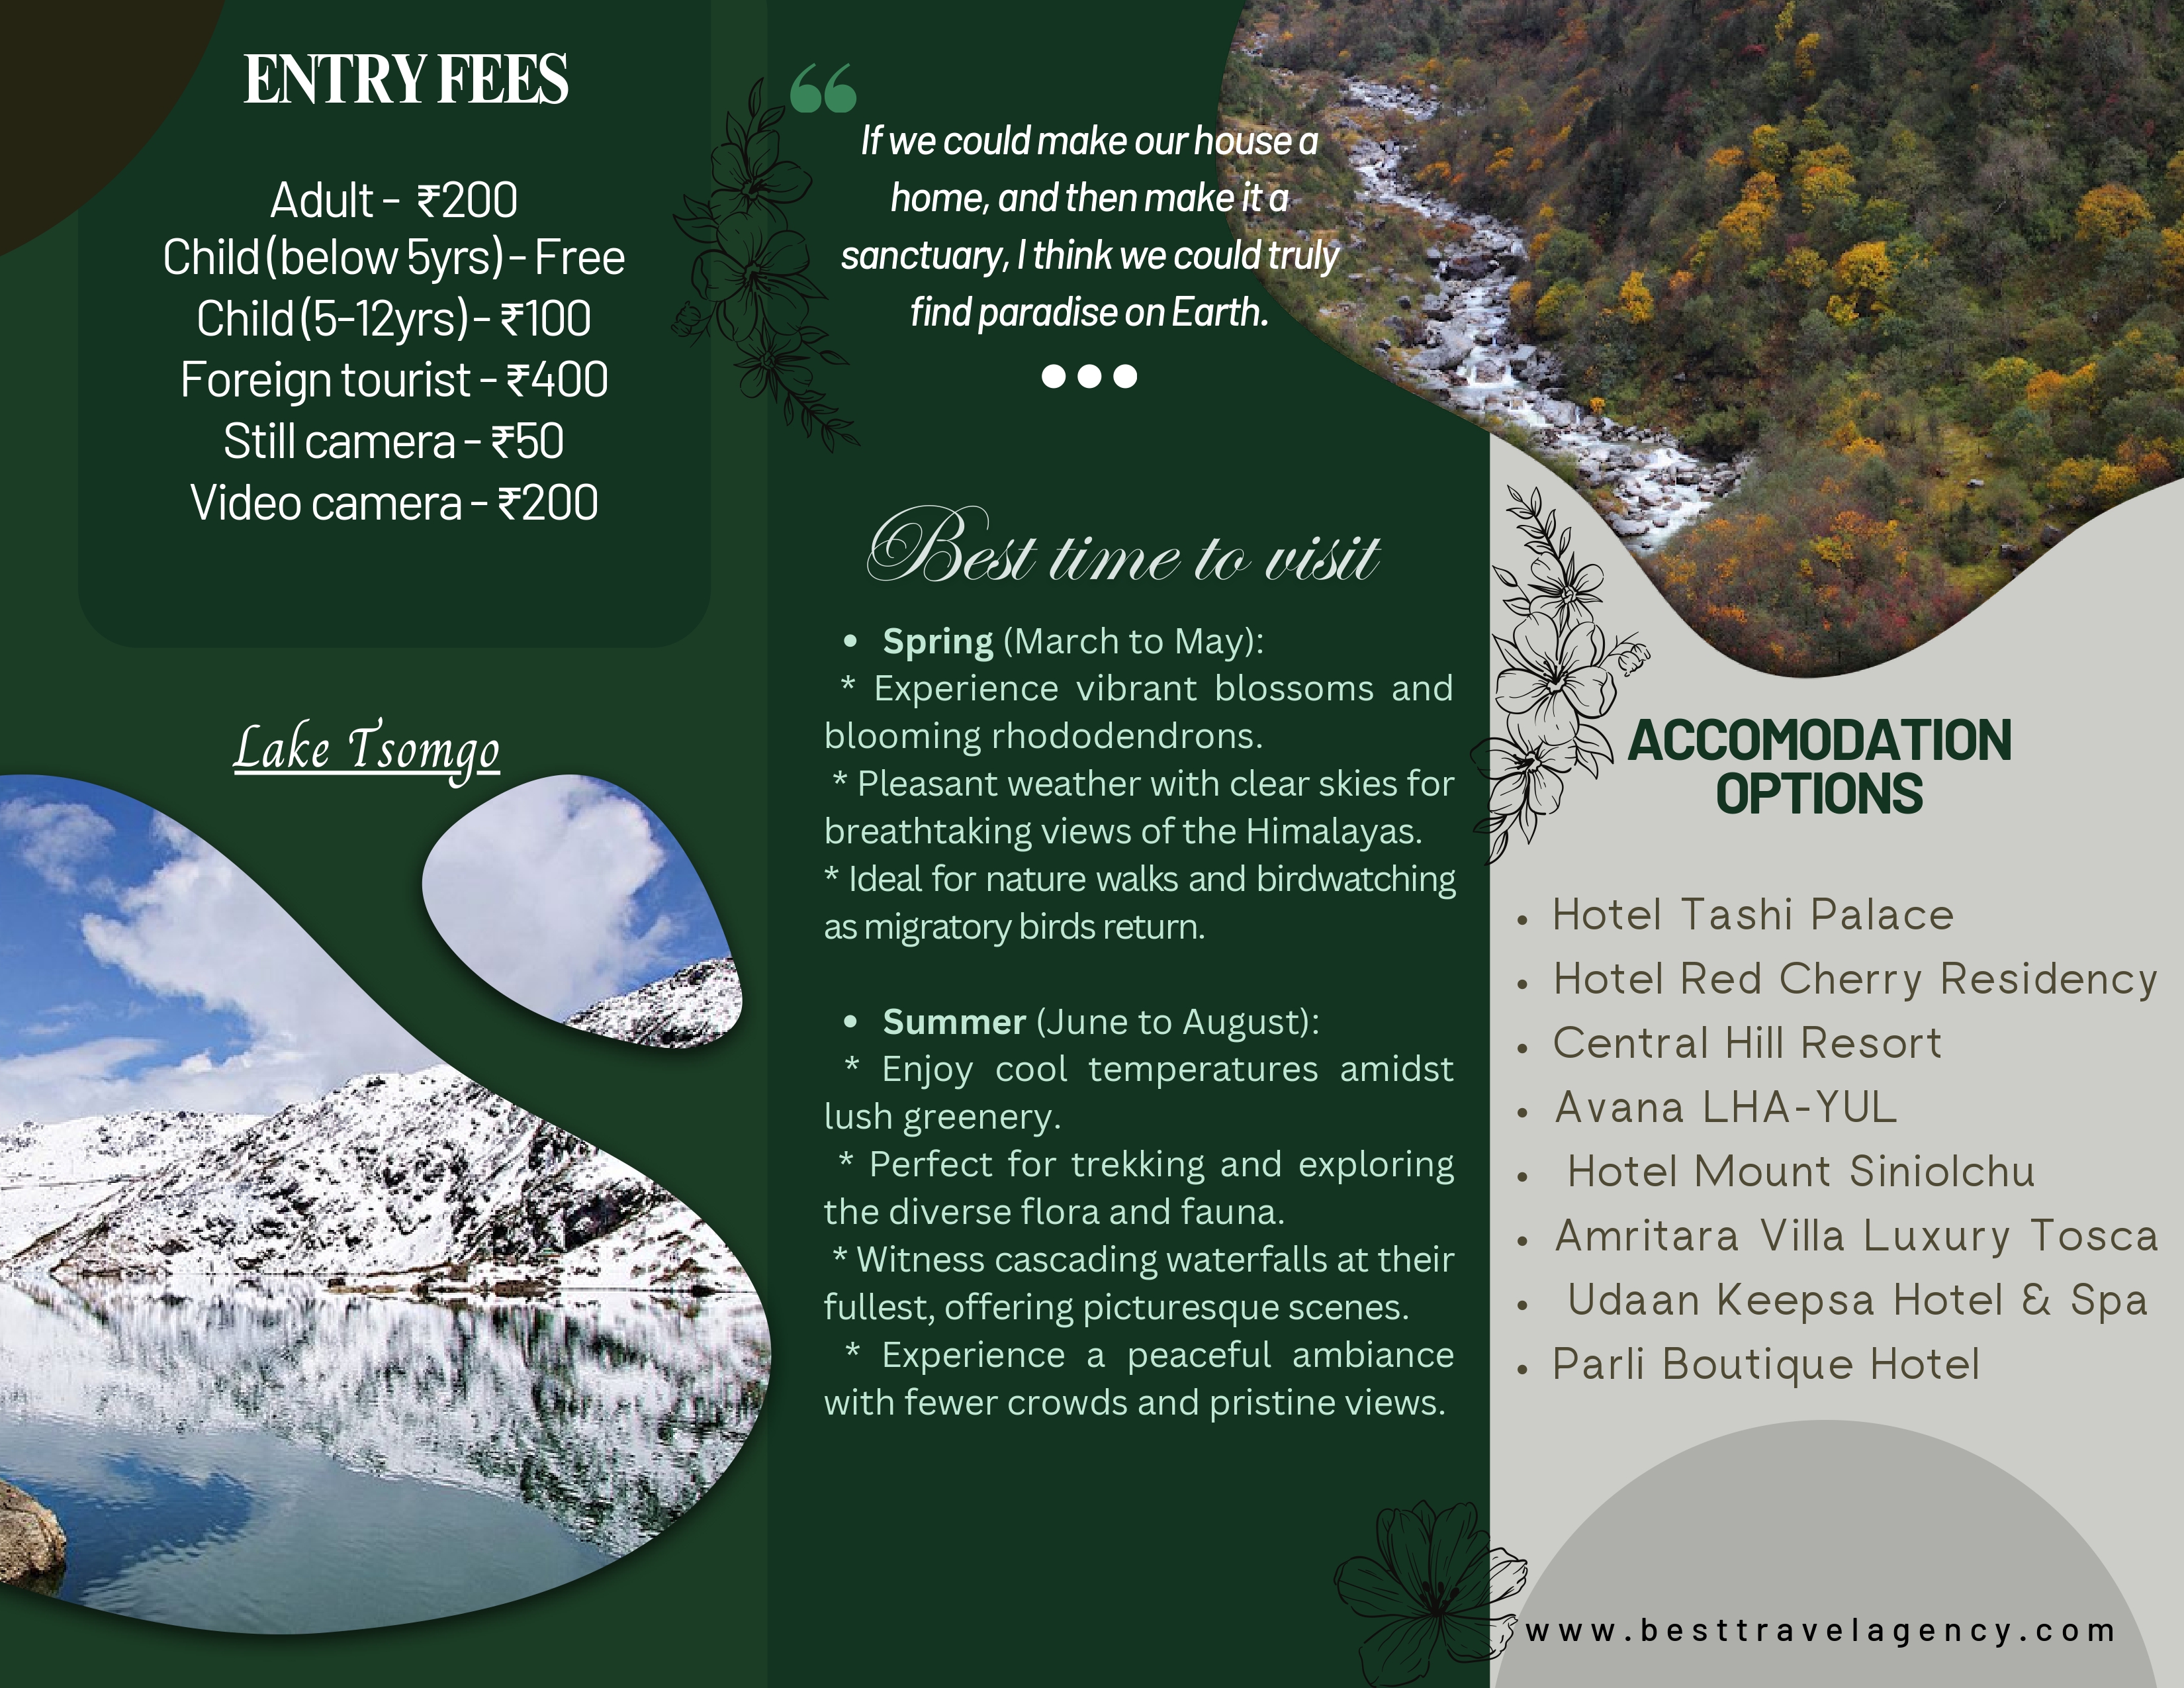 ENTRY FEES
Adult - ₹200
Child (below 5yrs) - Free
Child (5-12yrs) - ₹100
Foreign tourist - ₹400
Still camera - ₹50
Video camera - ₹200
Lake Tsomgo
“
If we could make our house a
home, and then make it a
sanctuary, I think we could truly
find paradise on Earth.
Best time to visit
• Spring (March to May):
* Experience vibrant blossoms and
blooming rhododendrons.
* Pleasant weather with clear skies for
breathtaking views of the Himalayas.
* Ideal for nature walks and birdwatching
as migratory birds return.
• Summer (June to August):
* Enjoy cool temperatures amidst
lush greenery.
* Perfect for trekking and exploring
the diverse flora and fauna.
* Witness cascading waterfalls at their
fullest, offering picturesque scenes.
* Experience a peaceful ambiance
with fewer crowds and pristine views.
ACCOMODATION
OPTIONS
• Hotel Tashi Palace
• Hotel Red Cherry Residency
• Central Hill Resort
• Avana LHA-YUL
• Hotel Mount Siniolchu
• Amritara Villa Luxury Tosca
• Udaan Keepsa Hotel & Spa
• Parli Boutique Hotel
www.besttravelagency.com